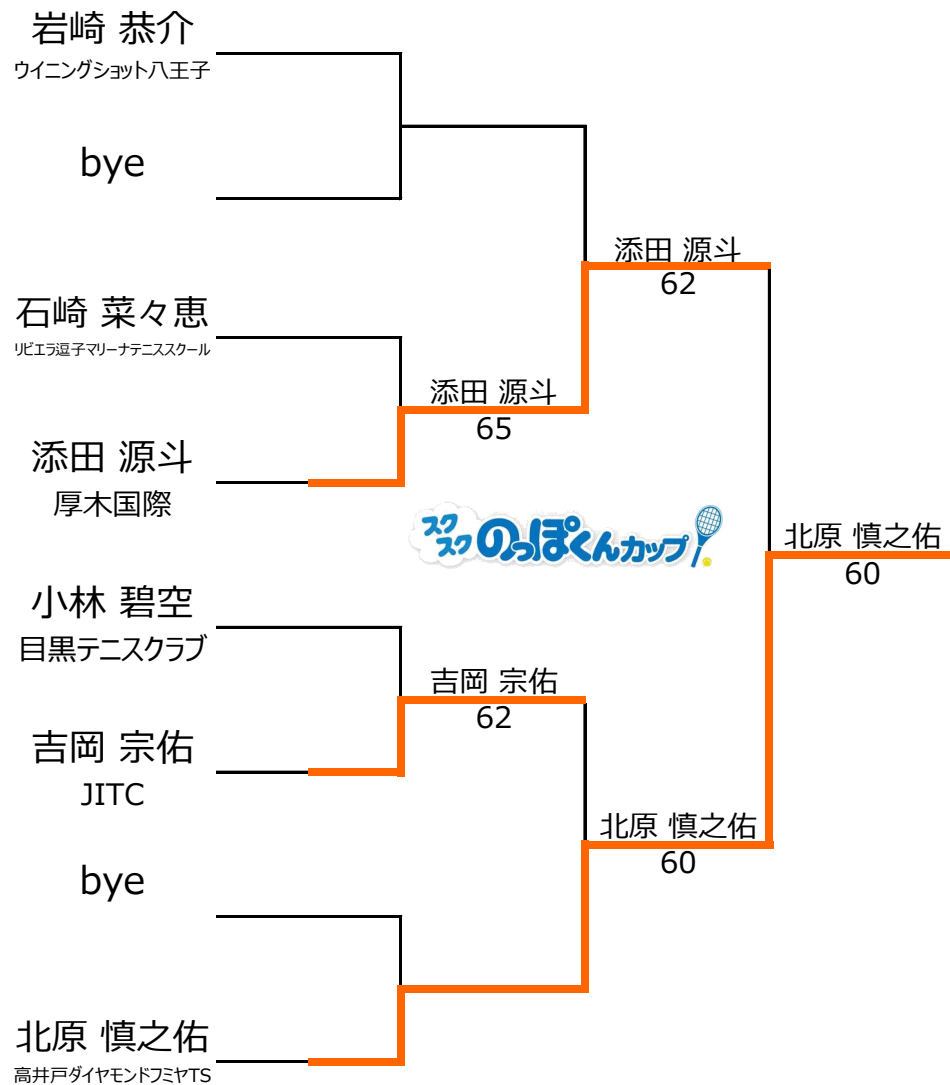 岩崎 恭介
ウイニングショット八王子
bye
石崎 菜々恵
リビエラ逗子マリーナテニススクール
添田 源斗
厚木国際
小林 碧空
目黒テニスクラブ
吉岡 宗佑
JITC
bye
北原 慎之佑
高井戸ダイヤモンドフミヤTS
添田 源斗
65
吉岡 宗佑
62
添田 源斗
62
北原 慎之佑
60
スク
スク のっぽくんカップ
北原 慎之佑
60